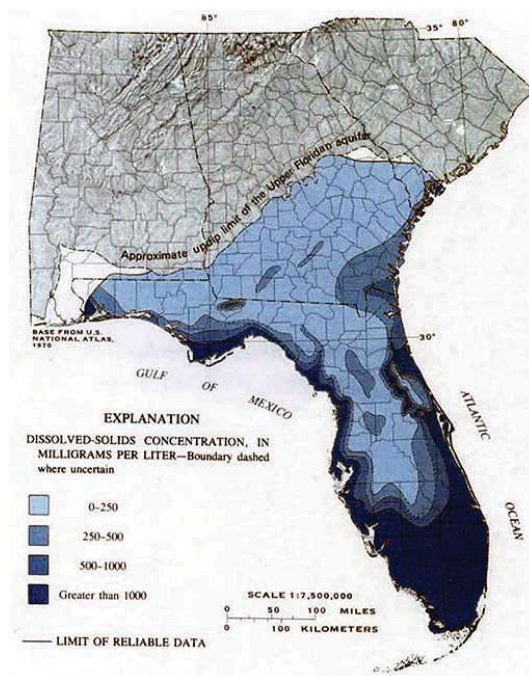 85°
35°
80°
Approximate updip limit of the Upper Floridan aquifer
30°
BASE FROM U.S.
NATIONAL ATLAS,
1970
GULF OF MEXICO
ATLANTIC
OCEAN
EXPLANATION
DISSOLVED-SOLIDS CONCENTRATION, IN
MILLIGRAMS PER LITER—Boundary dashed
where uncertain
0-250
250-500
500-1000
Greater than 1000
SCALE 1:7,500,000
0 50 100 MILES
0 100 KILOMETERS
LIMIT OF RELIABLE DATA